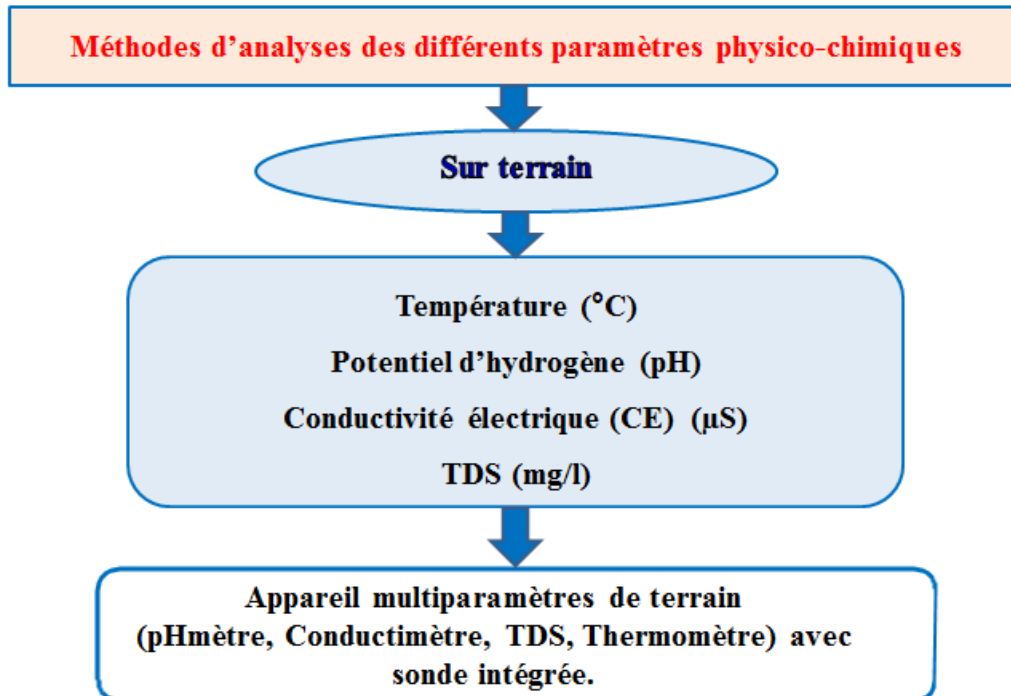 Méthodes d’analyses des différents paramètres physico-chimiques
Sur terrain
Température (°C)
Potentiel d’hydrogène (pH)
Conductivité électrique (CE) (µS)
TDS (mg/l)
Appareil multiparamètres de terrain
(pHmètre, Conductimètre, TDS, Thermomètre) avec
sonde intégrée.